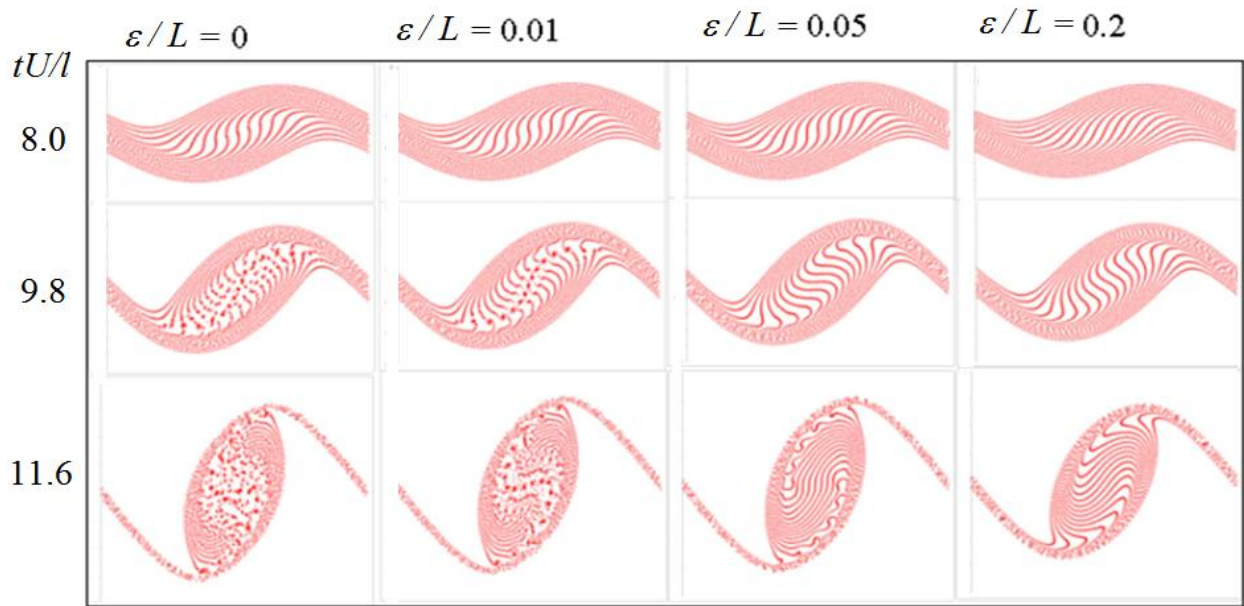 ε/L = 0 ε/L = 0.01 ε/L = 0.05 ε/L = 0.2
tU/l
8.0
9.8
11.6